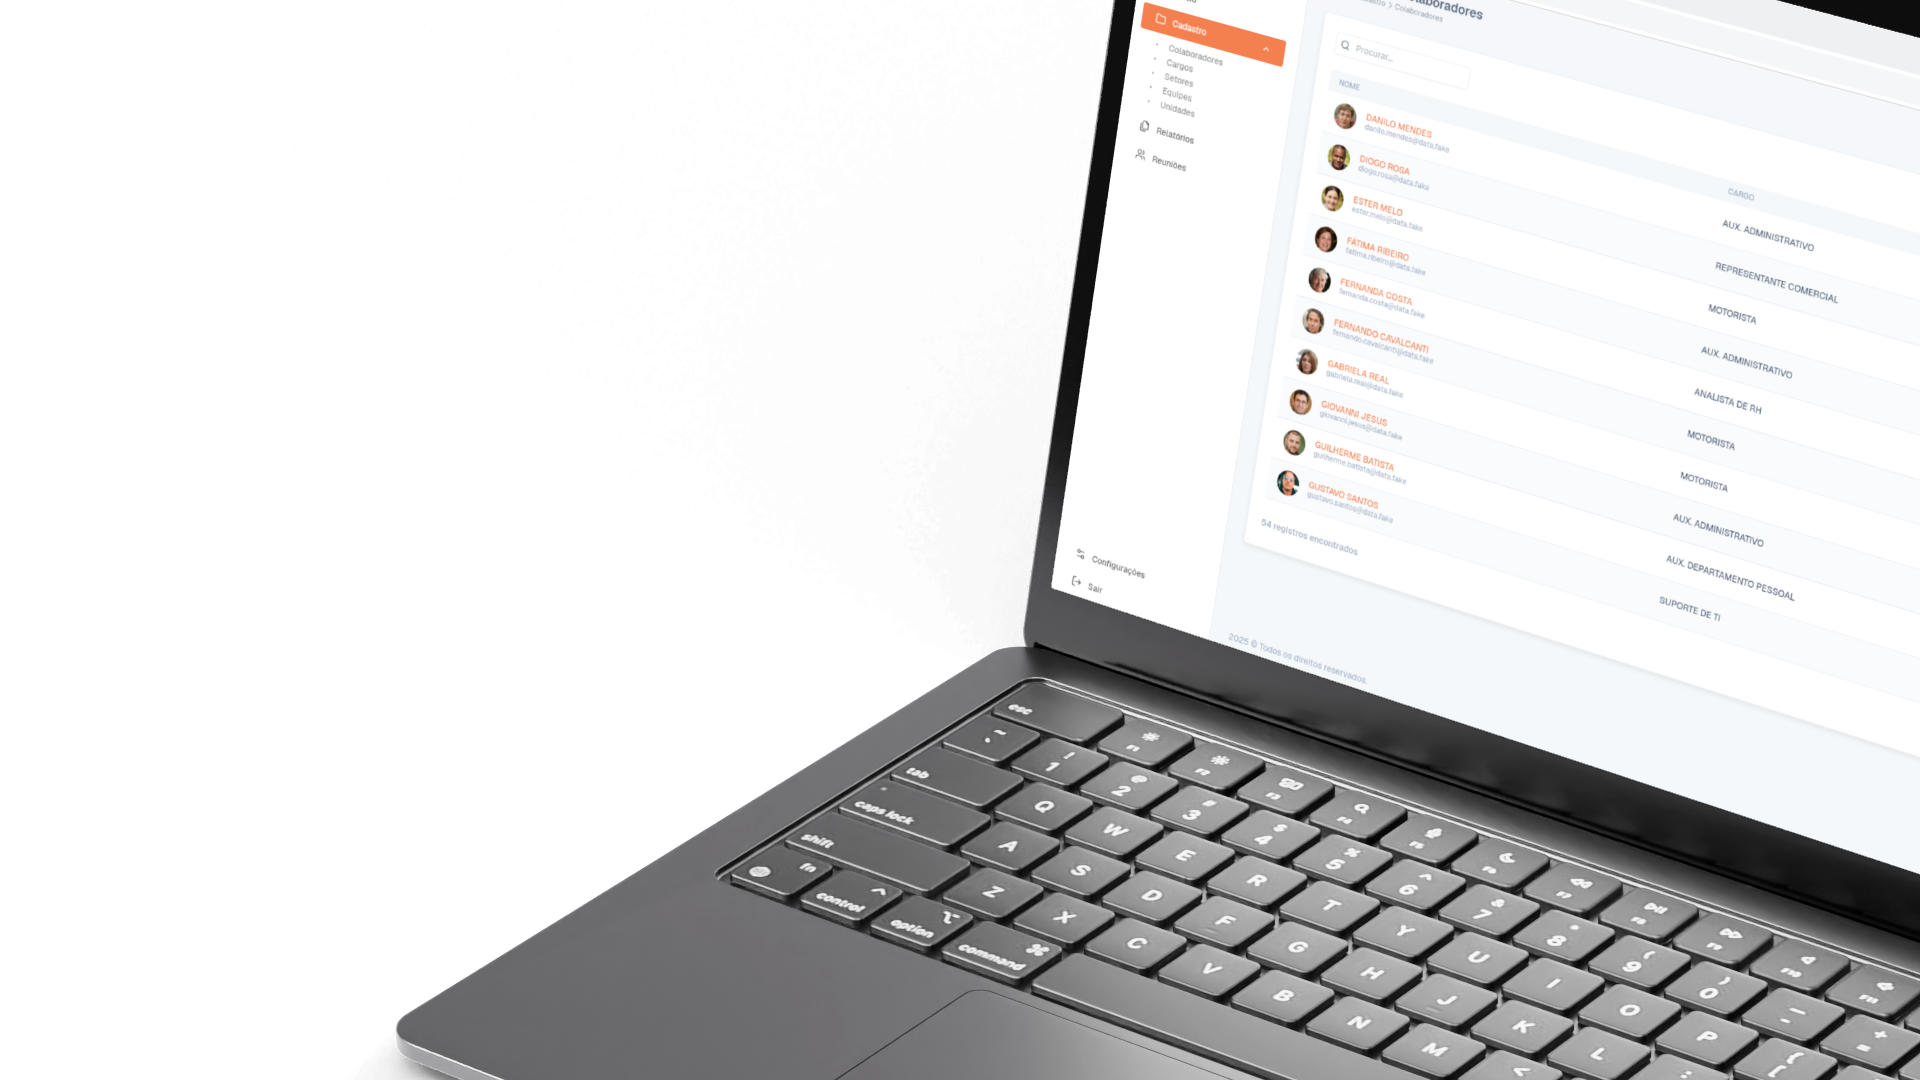 Cadastro
Colaboradores
Cargos
Setores
Equipes
Unidades
Relatórios
Reuniões
Configurações
Sair
Colaboradores
Procurar...
NOME
CARGO
DANILO MENDES
danilo.mendes@data.fake
AUX. ADMINISTRATIVO
DIOGO ROSA
diogo.rosa@data.fake
REPRESENTANTE COMERCIAL
ESTER MELO
ester.melo@data.fake
MOTORISTA
FÁTIMA RIBEIRO
fatima.ribeiro@data.fake
AUX. ADMINISTRATIVO
FERNANDA COSTA
fernanda.costa@data.fake
ANALISTA DE RH
FERNANDO CAVALCANTI
fernando.cavalcanti@data.fake
MOTORISTA
GABRIELA REAL
gabriela.real@data.fake
MOTORISTA
GIOVANNI JESUS
giovanni.jesus@data.fake
AUX. ADMINISTRATIVO
GUILHERME BATISTA
guilherme.batista@data.fake
AUX. DEPARTAMENTO PESSOAL
GUSTAVO SANTOS
gustavo.santos@data.fake
SUPORTE DE TI
54 registros encontrados
2025 © Todos os direitos reservados.
esc F1 F2 F3 F4 F5 F6 F7 F8 F9 F10 F11
~ ` ! 1 @ 2 # 3 $ 4 % 5 ^ 6 & 7 * 8 ( 9 ) 0 — - + =
tab Q W E R T Y U I O P { [
caps lock A S D F G H J K L : ;
shift Z X C V B N M <
fn control ^ option ⌥ command ⌘